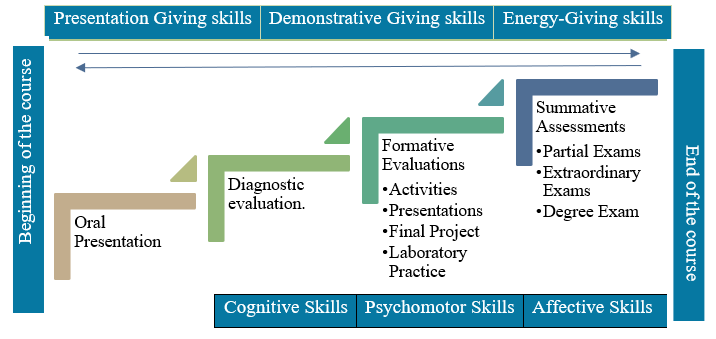 Presentation Giving skills
Demonstrative Giving skills
Energy-Giving skills
Beginning of the course
Oral
Presentation
Diagnostic
evaluation.
Formative
Evaluations
•Activities
•Presentations
•Final Project
•Laboratory
Practice
Summative
Assessments
•Partial Exams
•Extraordinary
Exams
•Degree Exam
End of the course
Cognitive Skills
Psychomotor Skills
Affective Skills